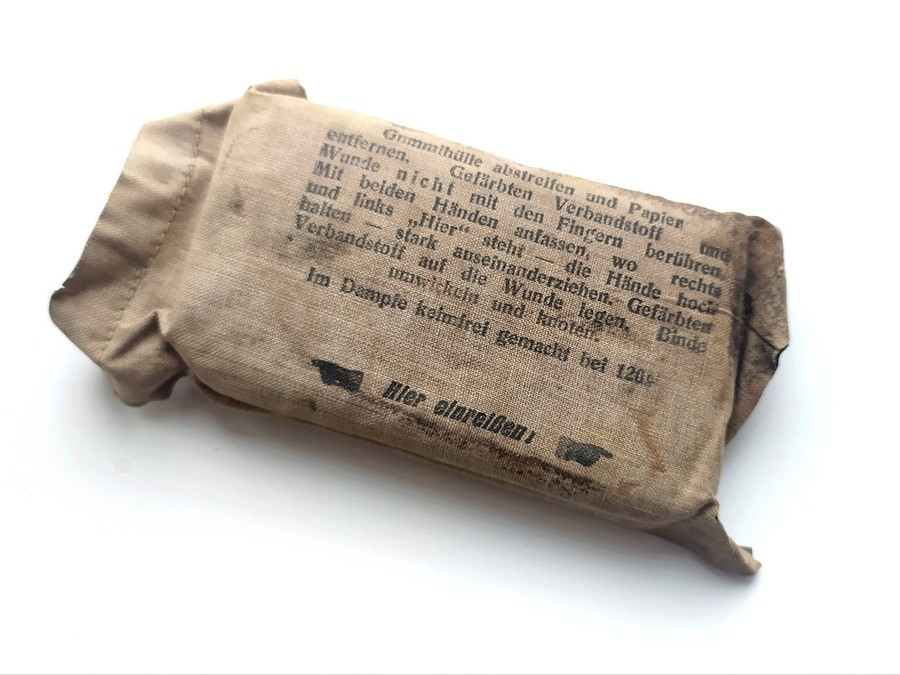 Gummihülle abstreifen und Papier
entfernen. Gefärbten Verbandstoff und
Wunde nicht mit den Fingern berühren.
Mit beiden Händen anfassen, wo rechts
und links „Hier“ steht — die Hände hoch
halten — stark auseinanderziehen. Gefärbten
Verbandstoff auf die Wunde legen, Binde
umwickeln und knoten.
Im Dampfe keimfrei gemacht bei 120°
Hier einreißen!